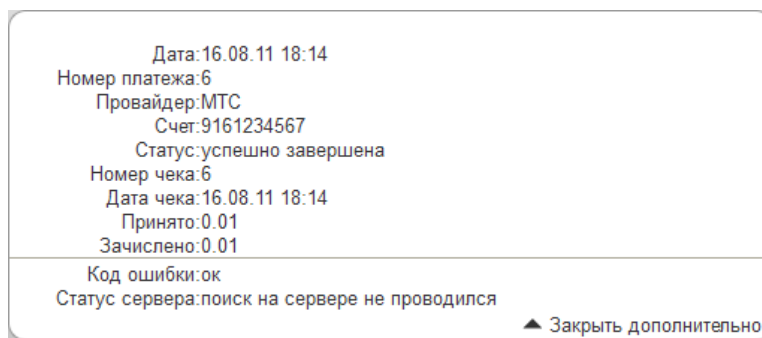 Дата:16.08.11 18:14
Номер платежа:6
Провайдер:МТС
Счет:9161234567
Статус:успешно завершена
Номер чека:6
Дата чека:16.08.11 18:14
Принято:0.01
Зачислено:0.01
Код ошибки:ок
Статус сервера:поиск на сервере не проводился
▲ Закрыть дополнительно